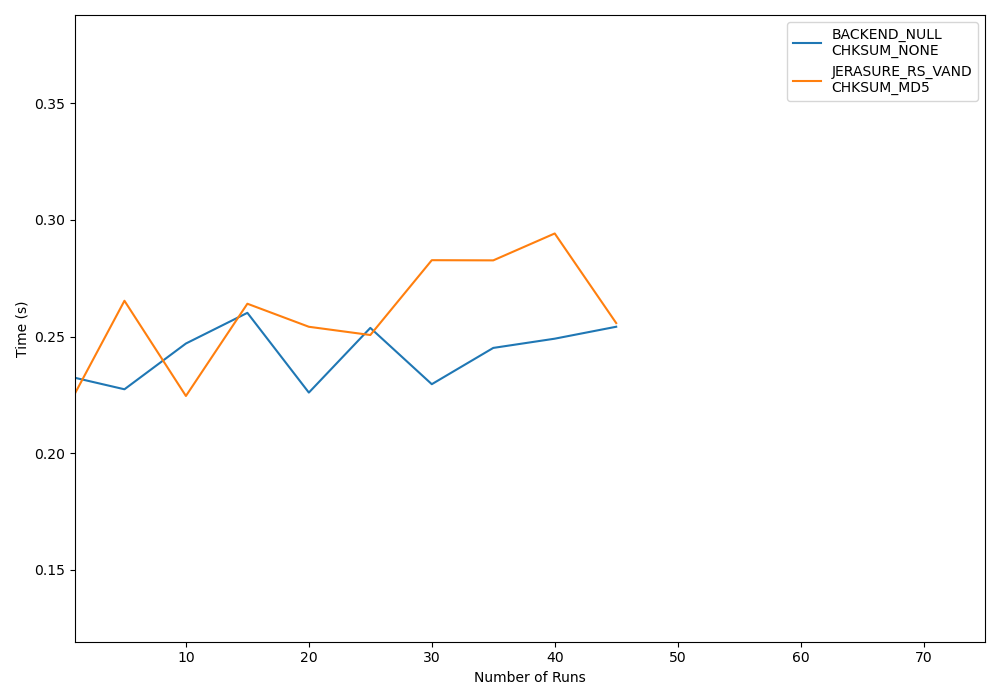 BACKEND_NULL
CHKSUM_NONE
JERASURE_RS_VAND
CHKSUM_MD5
Time (s)
0.35
0.30
0.25
0.20
0.15
10 20 30 40 50 60 70
Number of Runs